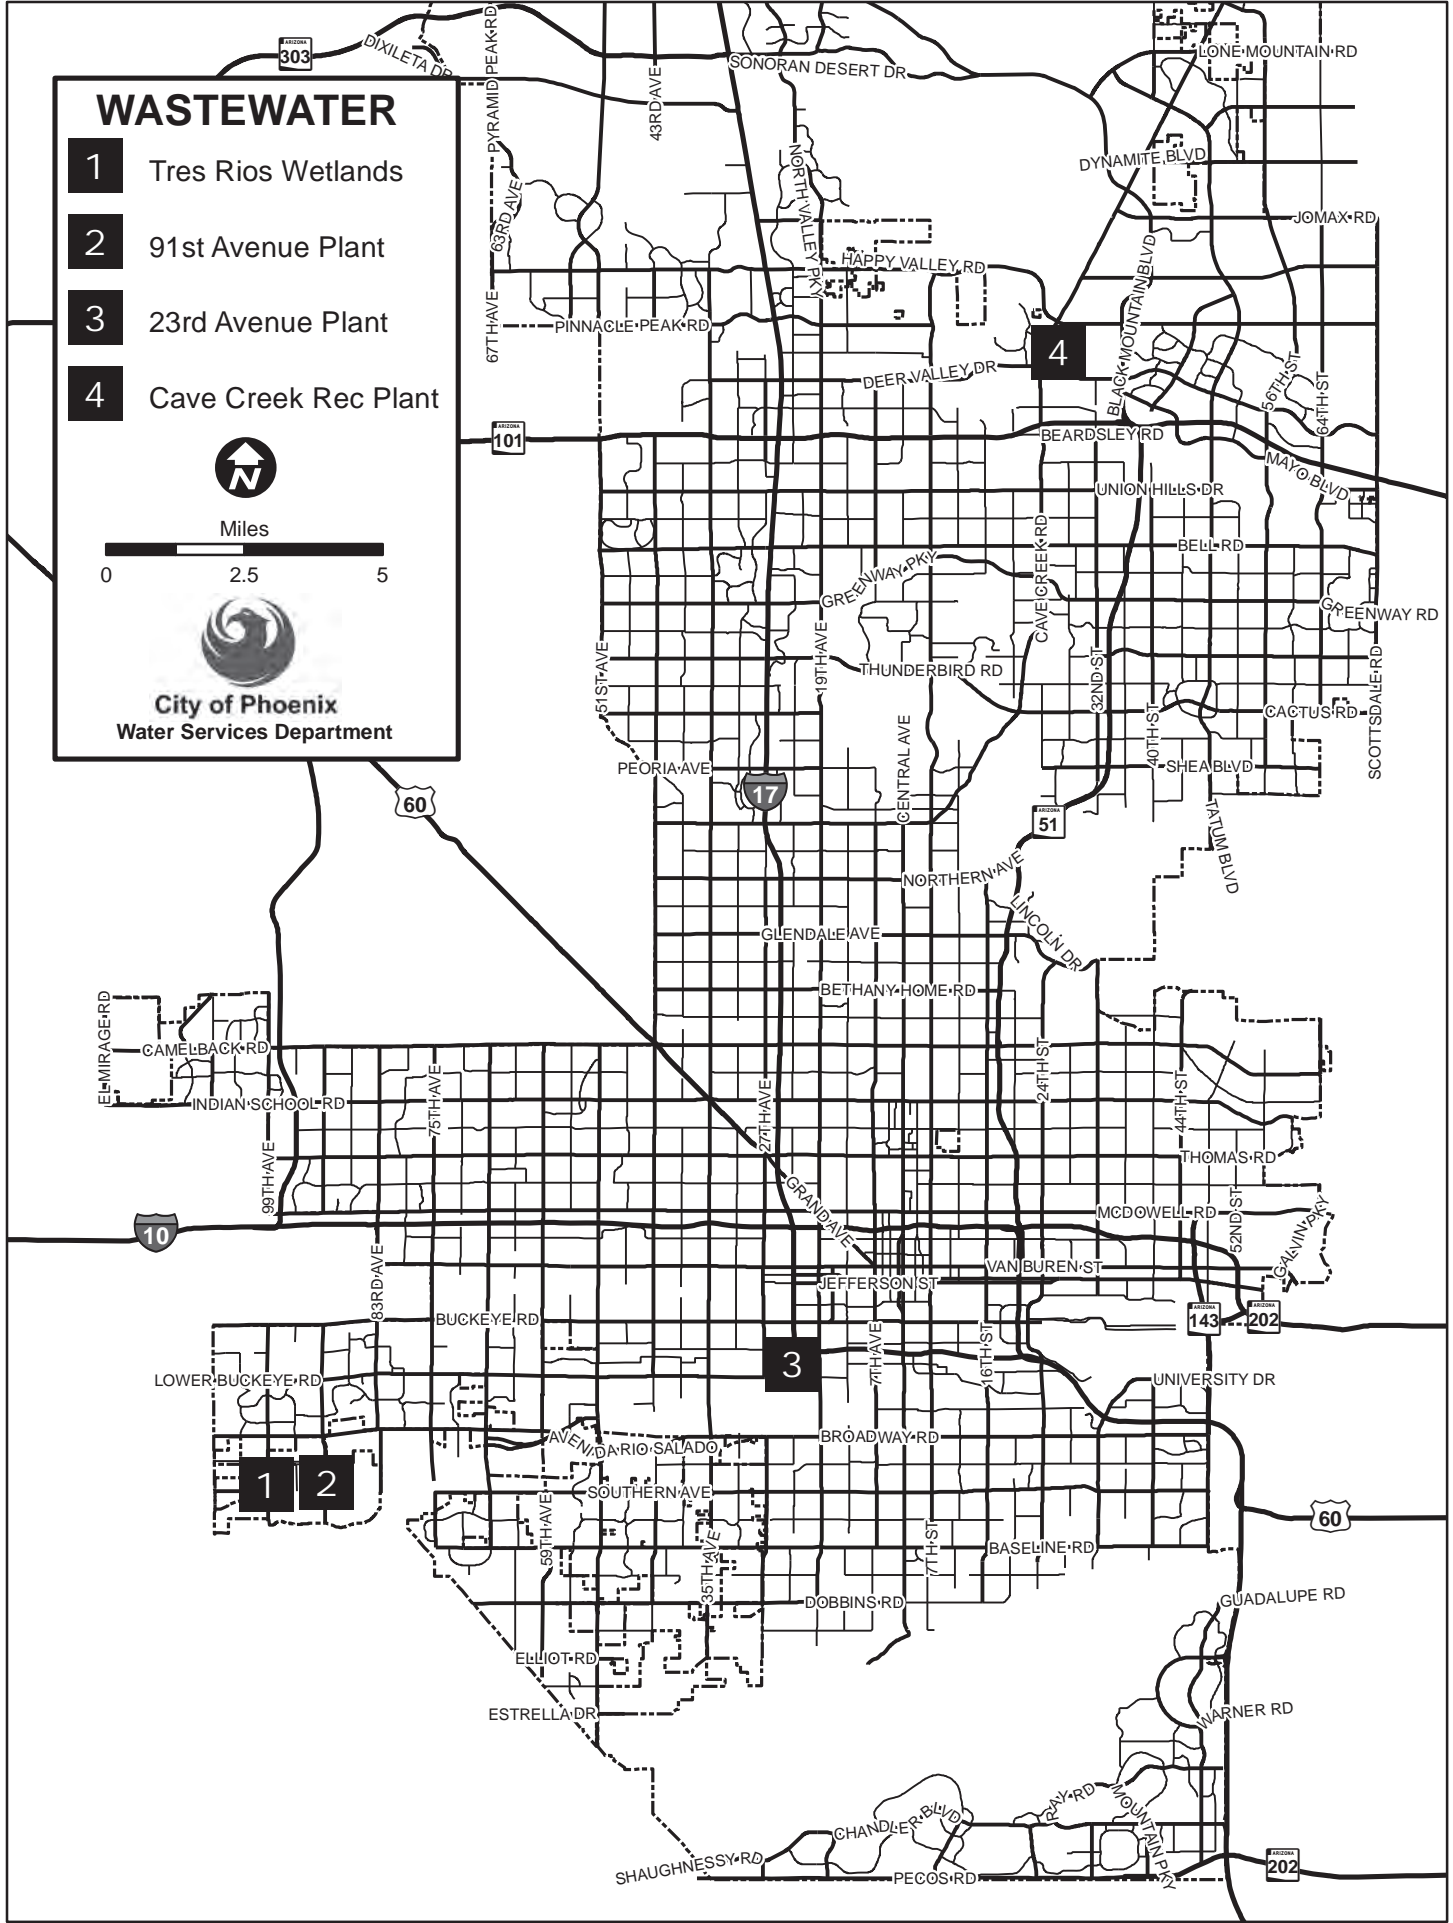 ARIZONA
303
DIXILETA DR
PYRAMID PEAK RD
43RD AVE
SONORAN DESERT DR
LONE MOUNTAIN RD
WASTEWATER
1 Tres Rios Wetlands
2 91st Avenue Plant
3 23rd Avenue Plant
4 Cave Creek Rec Plant
N
Miles
0 2.5 5
City of Phoenix
Water Services Department
DYNAMITE BLVD
NORTH VALLEY PKY
63RD AVE
JOMAX RD
HAPPY VALLEY RD
BLACK MOUNTAIN BLVD
67TH AVE
PINNACLE PEAK RD
4
DEER VALLEY DR
56TH ST
64TH ST
ARIZONA
101
BEARDSLEY RD
MAYO BLVD
UNION HILLS DR
CAVE CREEK RD
BELL RD
GREENWAY PKY
GREENWAY RD
51ST AVE
19TH AVE
THUNDERBIRD RD
32ND ST
40TH ST
CACTUS RD
SCOTTSDALE RD
PEORIA AVE
CENTRAL AVE
SHEA BLVD
17
60
ARIZONA
51
TATUM BLVD
NORTHERN AVE
LINCOLN DR
GLENDALE AVE
BETHANY HOME RD
EL MIRAGE RD
CAMELBACK RD
24TH ST
INDIAN SCHOOL RD
75TH AVE
27TH AVE
44TH ST
99TH AVE
THOMAS RD
GRAND AVE
MCDOWELL RD
52ND ST
GALVIN PKY
10
83RD AVE
VAN BUREN ST
JEFFERSON ST
BUCKEYE RD
ARIZONA
143
ARIZONA
202
7TH AVE
16TH ST
3
LOWER BUCKEYE RD
UNIVERSITY DR
AVENIDA RIO SALADO
BROADWAY RD
1
2
SOUTHERN AVE
60
59TH AVE
35TH AVE
7TH ST
BASELINE RD
DOBBINS RD
GUADALUPE RD
ELLIOT RD
ESTRELLA DR
WARNER RD
RAY RD
MOUNTAIN PKY
CHANDLER BLVD
SHAUGHNESSY RD
PECOS RD
ARIZONA
202